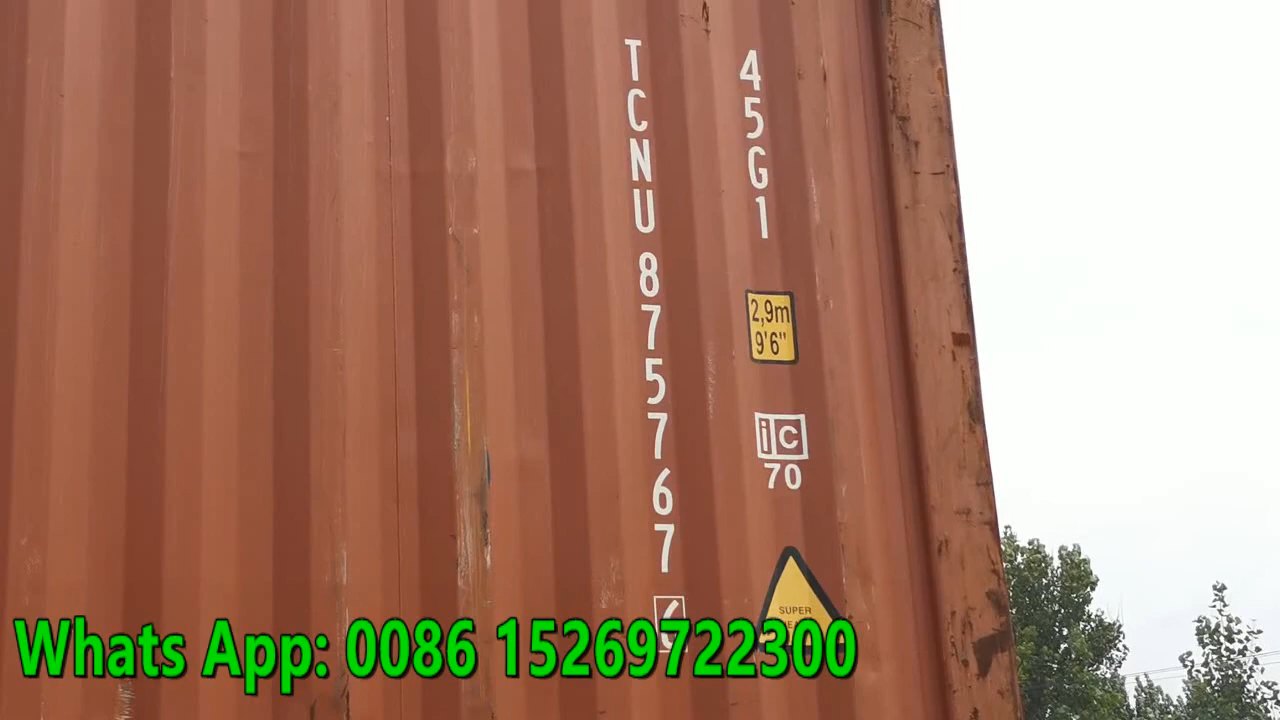 TCNU 875767 6
45G1
2,9m
9'6"
ic
70
SUPER
Whats App: 0086 15269722300